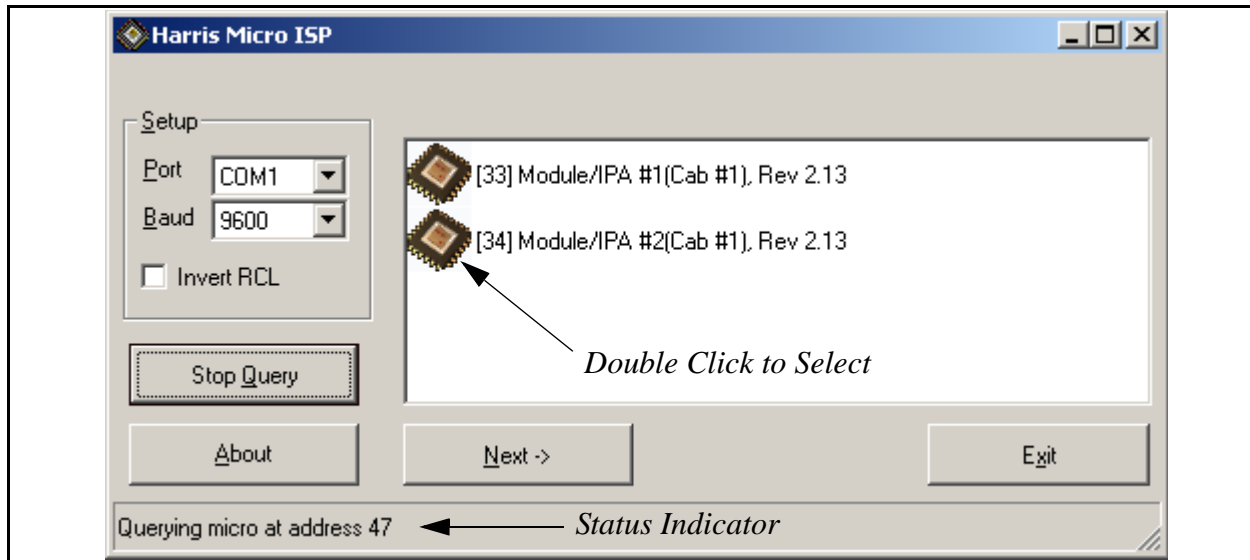 Harris Micro ISP
Setup
Port COM1
Baud 9600
Invert RCL
[33] Module/IPA #1(Cab #1), Rev 2.13
[34] Module/IPA #2(Cab #1), Rev 2.13
Double Click to Select
Stop Query
About
Next ->
Exit
Querying micro at address 47
Status Indicator